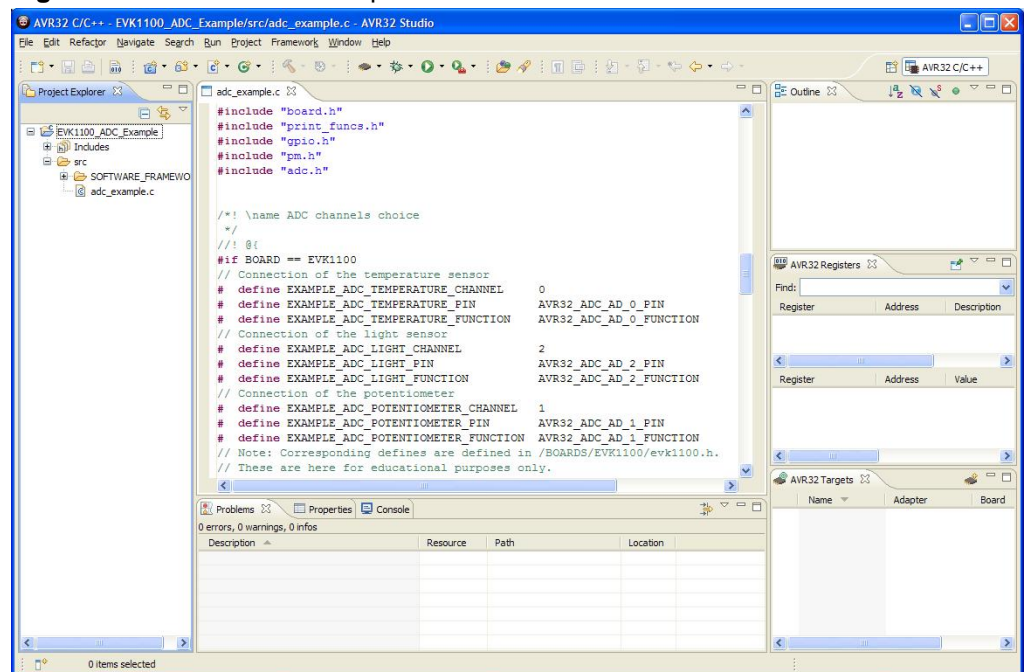 AVR32 C/C++ - EVK1100_ADC_Example/src/adc_example.c - AVR32 Studio
File Edit Refactor Navigate Search Run Project Framework Window Help
AVR32 C/C++
Project Explorer
EVK1100_ADC_Example
Includes
src
SOFTWARE_FRAMEWO
adc_example.c
adc_example.c
#include "board.h"
#include "print_funcs.h"
#include "gpio.h"
#include "pm.h"
#include "adc.h"
/*! \name ADC channels choice
*/
//! @{
#if BOARD == EVK1100
// Connection of the temperature sensor
# define EXAMPLE_ADC_TEMPERATURE_CHANNEL 0
# define EXAMPLE_ADC_TEMPERATURE_PIN AVR32_ADC_AD_0_PIN
# define EXAMPLE_ADC_TEMPERATURE_FUNCTION AVR32_ADC_AD_0_FUNCTION
// Connection of the light sensor
# define EXAMPLE_ADC_LIGHT_CHANNEL 2
# define EXAMPLE_ADC_LIGHT_PIN AVR32_ADC_AD_2_PIN
# define EXAMPLE_ADC_LIGHT_FUNCTION AVR32_ADC_AD_2_FUNCTION
// Connection of the potentiometer
# define EXAMPLE_ADC_POTENTIOMETER_CHANNEL 1
# define EXAMPLE_ADC_POTENTIOMETER_PIN AVR32_ADC_AD_1_PIN
# define EXAMPLE_ADC_POTENTIOMETER_FUNCTION AVR32_ADC_AD_1_FUNCTION
// Note: Corresponding defines are defined in /BOARDS/EVK1100/evk1100.h.
// These are here for educational purposes only.
Problems Properties Console
0 errors, 0 warnings, 0 infos
Description Resource Path Location
Outline
AVR32 Registers
Find:
Register Address Description
Register Address Value
AVR32 Targets
Name Adapter Board
0 items selected